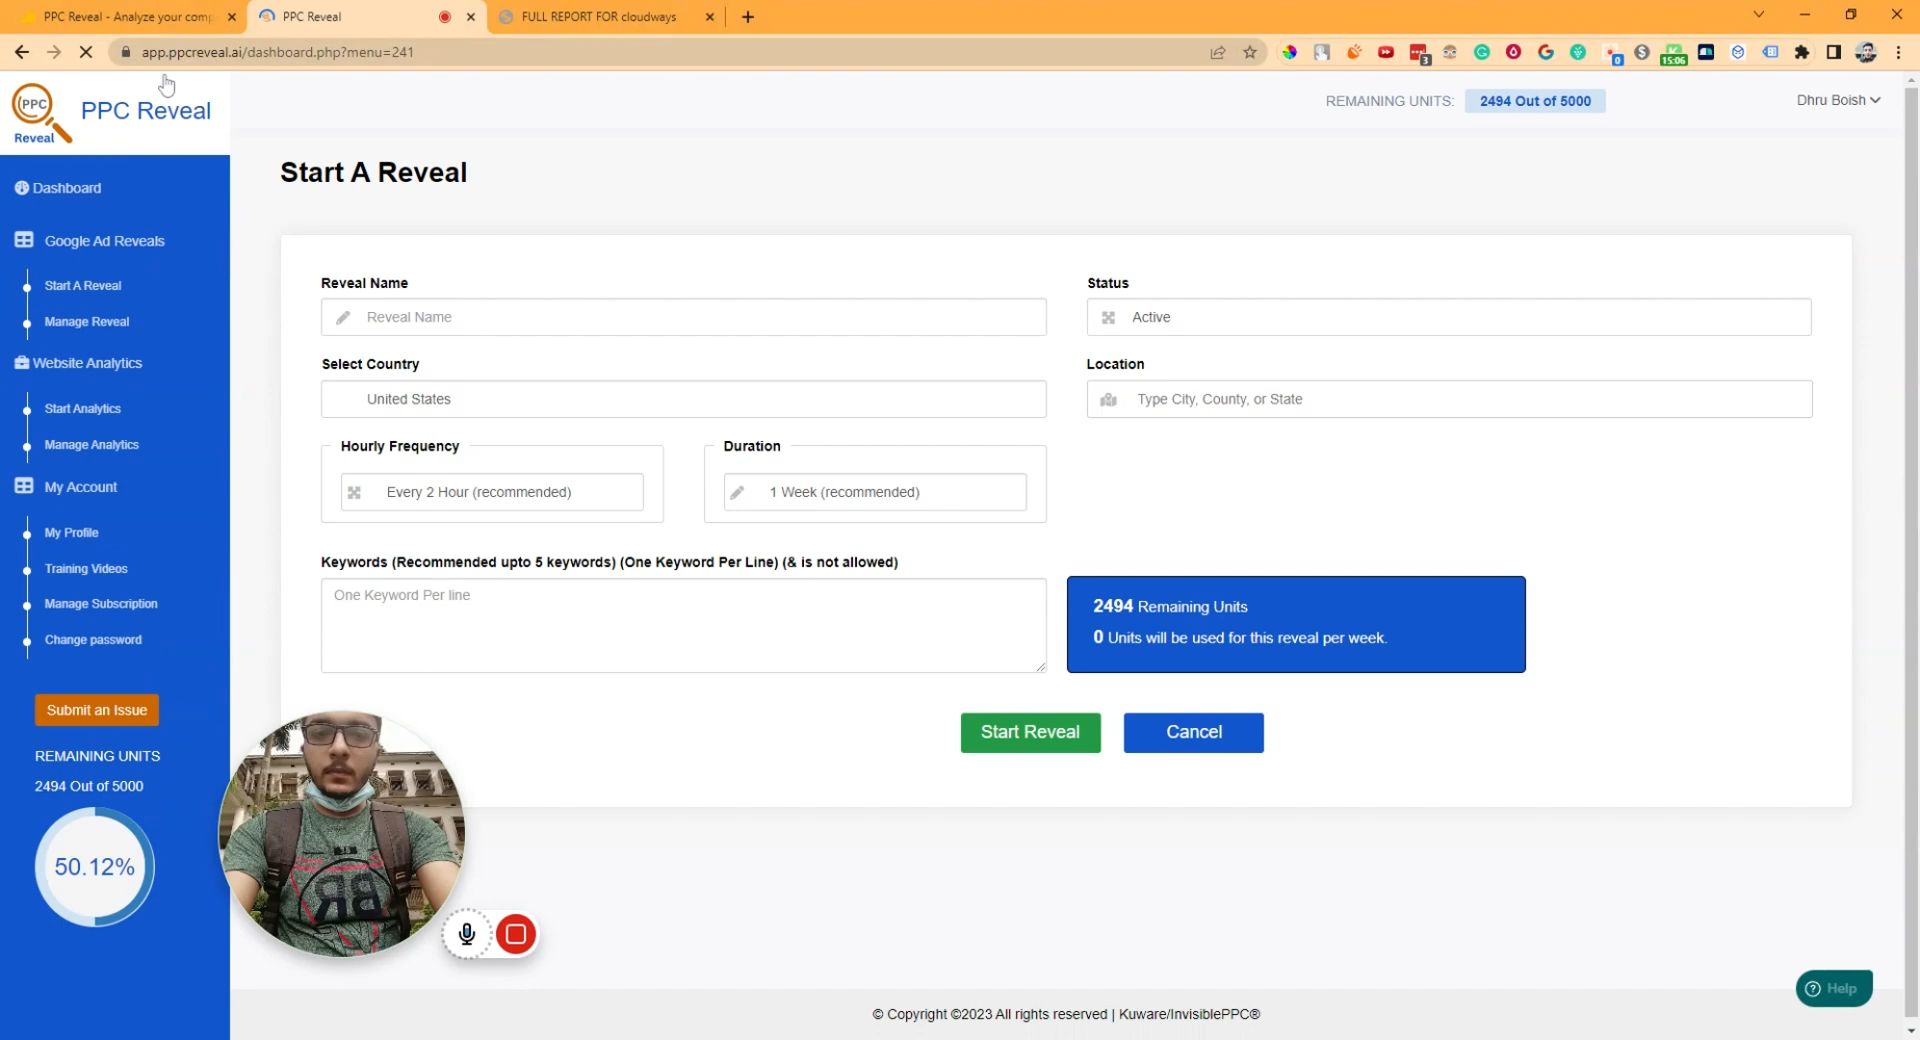 PPC Reveal - Analyze your comp
PPC Reveal
FULL REPORT FOR cloudways
app.ppcreveal.ai/dashboard.php?menu=241
3
0
15:06
PPC
Reveal
PPC Reveal
REMAINING UNITS: 2494 Out of 5000
Dhru Boish
Dashboard
Google Ad Reveals
Start A Reveal
Manage Reveal
Website Analytics
Start Analytics
Manage Analytics
My Account
My Profile
Training Videos
Manage Subscription
Change password
Submit an Issue
REMAINING UNITS
2494 Out of 5000
50.12%
Start A Reveal
Reveal Name
Reveal Name
Status
Active
Select Country
United States
Location
Type City, County, or State
Hourly Frequency
Every 2 Hour (recommended)
Duration
1 Week (recommended)
Keywords (Recommended upto 5 keywords) (One Keyword Per Line) (& is not allowed)
One Keyword Per line
2494 Remaining Units
0 Units will be used for this reveal per week.
Start Reveal
Cancel
Help
© Copyright ©2023 All rights reserved | Kuware/InvisiblePPC®